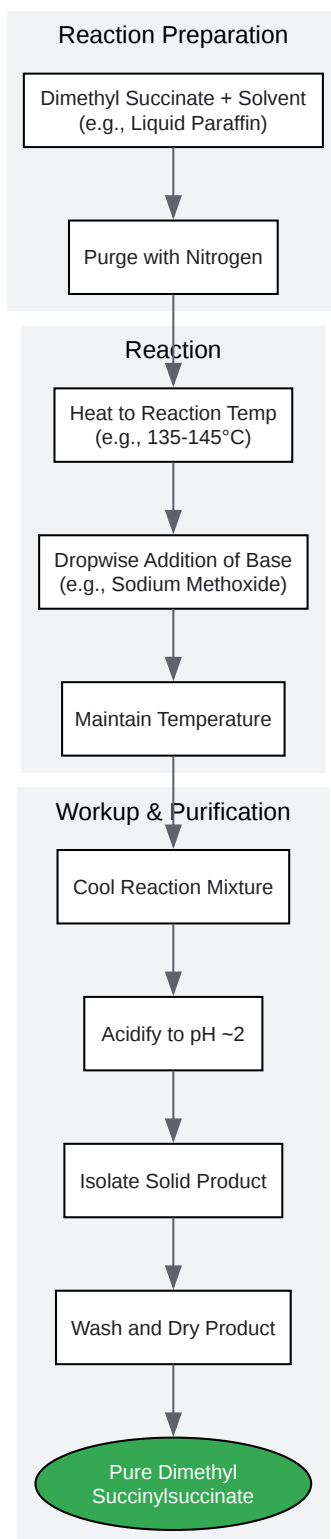 Reaction Preparation
Dimethyl Succinate + Solvent
(e.g., Liquid Paraffin)
Purge with Nitrogen
Reaction
Heat to Reaction Temp
(e.g., 135-145°C)
Dropwise Addition of Base
(e.g., Sodium Methoxide)
Maintain Temperature
Workup & Purification
Cool Reaction Mixture
Acidify to pH ~2
Isolate Solid Product
Wash and Dry Product
Pure Dimethyl
Succinylsuccinate